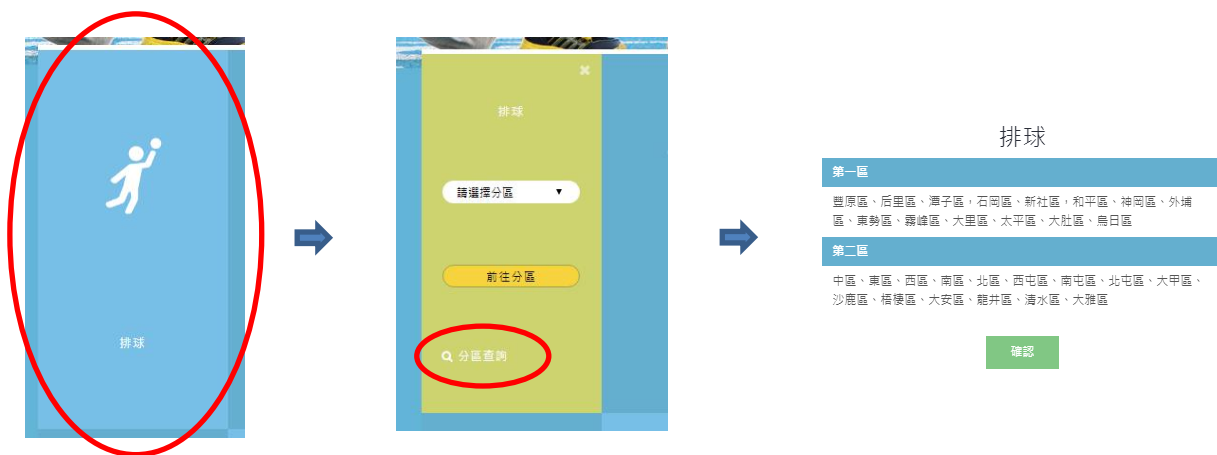 排球
排球
請選擇分區
前往分區
分區查詢
排球
第一區
豐原區、后里區、潭子區，石岡區、新社區，和平區、神岡區、外埔
區、東勢區、霧峰區、大里區、太平區、大肚區、烏日區
第二區
中區、東區、西區、南區、北區、西屯區、南屯區、北屯區、大甲區、
沙鹿區、梧棲區、大安區、龍井區、清水區、大雅區
確認